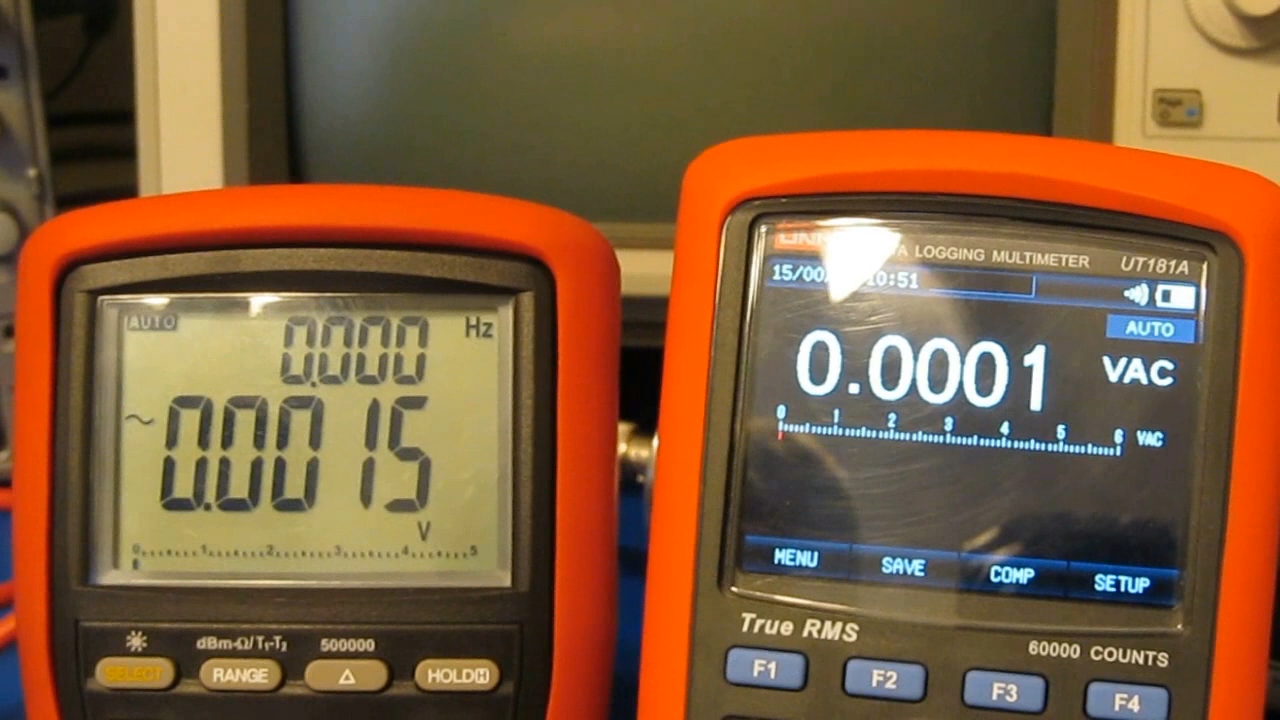 AUTO
0.000 Hz
~ 0.0015
V
0 1 2 3 4 5
dBm-Ω/T1-T2 500000
SELECT RANGE Δ HOLD H
LOGGING MULTIMETER UT181A
10:51
AUTO
0.0001 VAC
0 1 2 3 4 5 6 VAC
MENU SAVE COMP SETUP
True RMS
60000 COUNTS
F1 F2 F3 F4